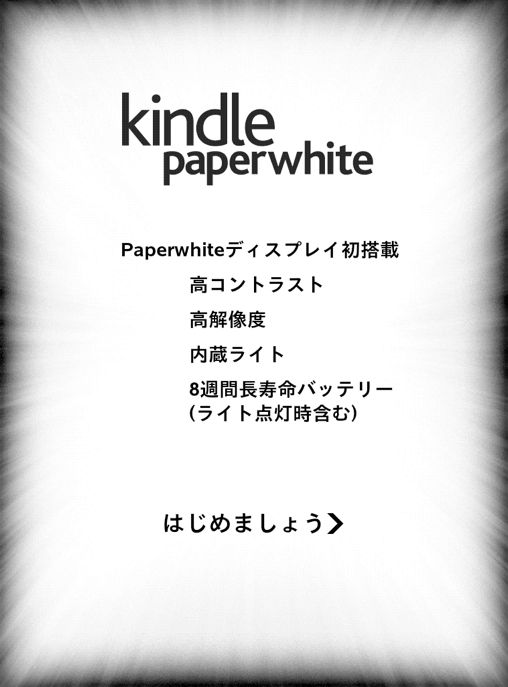 kindle
paperwhite
Paperwhiteディスプレイ初搭載
高コントラスト
高解像度
内蔵ライト
8週間長寿命バッテリー
(ライト点灯時含む)
はじめましょう❯